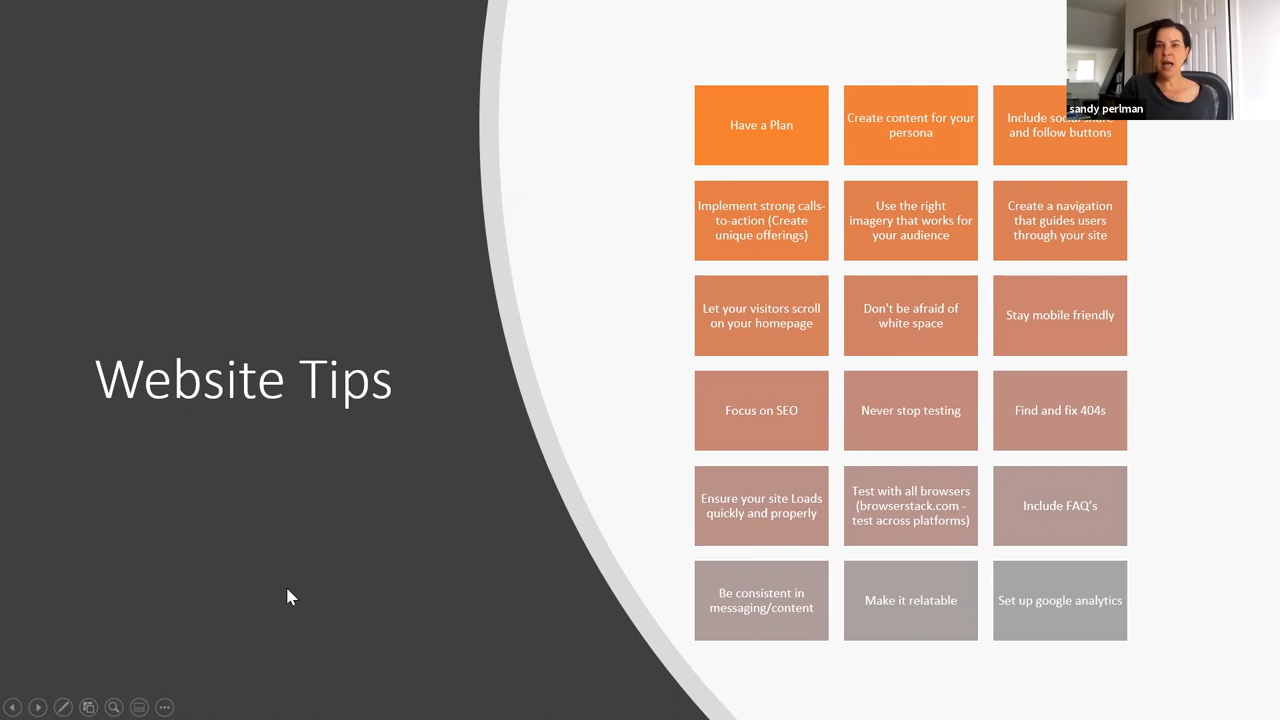 sandy perlman
Website Tips
Have a Plan
Create content for your
persona
Include social share
and follow buttons
Implement strong calls-
to-action (Create
unique offerings)
Use the right
imagery that works for
your audience
Create a navigation
that guides users
through your site
Let your visitors scroll
on your homepage
Don't be afraid of
white space
Stay mobile friendly
Focus on SEO
Never stop testing
Find and fix 404s
Ensure your site Loads
quickly and properly
Test with all browsers
(browserstack.com -
test across platforms)
Include FAQ’s
Be consistent in
messaging/content
Make it relatable
Set up google analytics